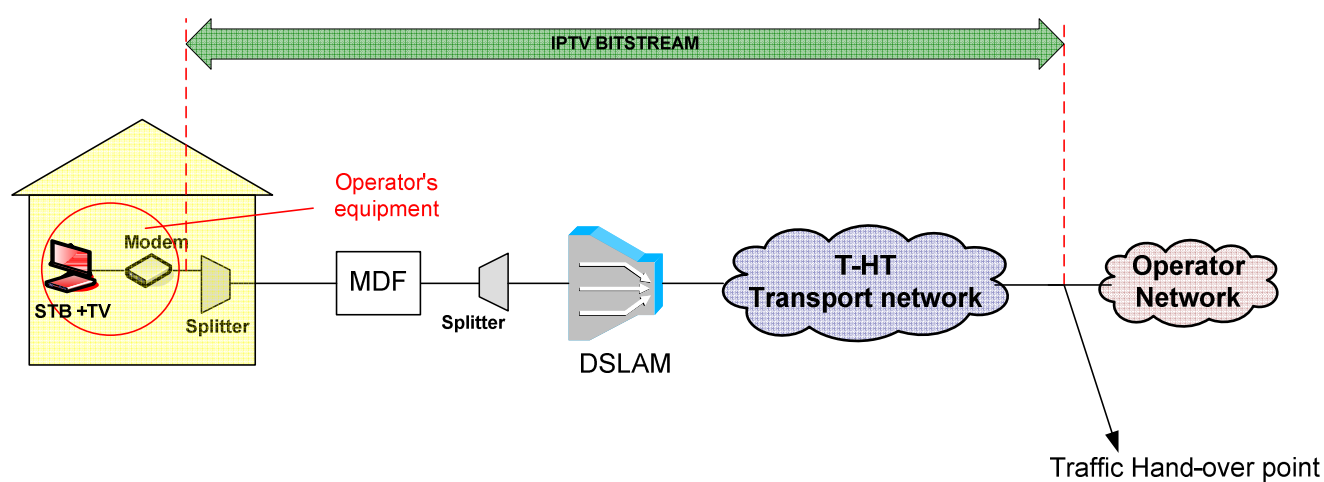 IPTV BITSTREAM
Operator's
equipment
Modem
STB +TV
Splitter
MDF
Splitter
DSLAM
T-HT
Transport network
Operator
Network
Traffic Hand-over point